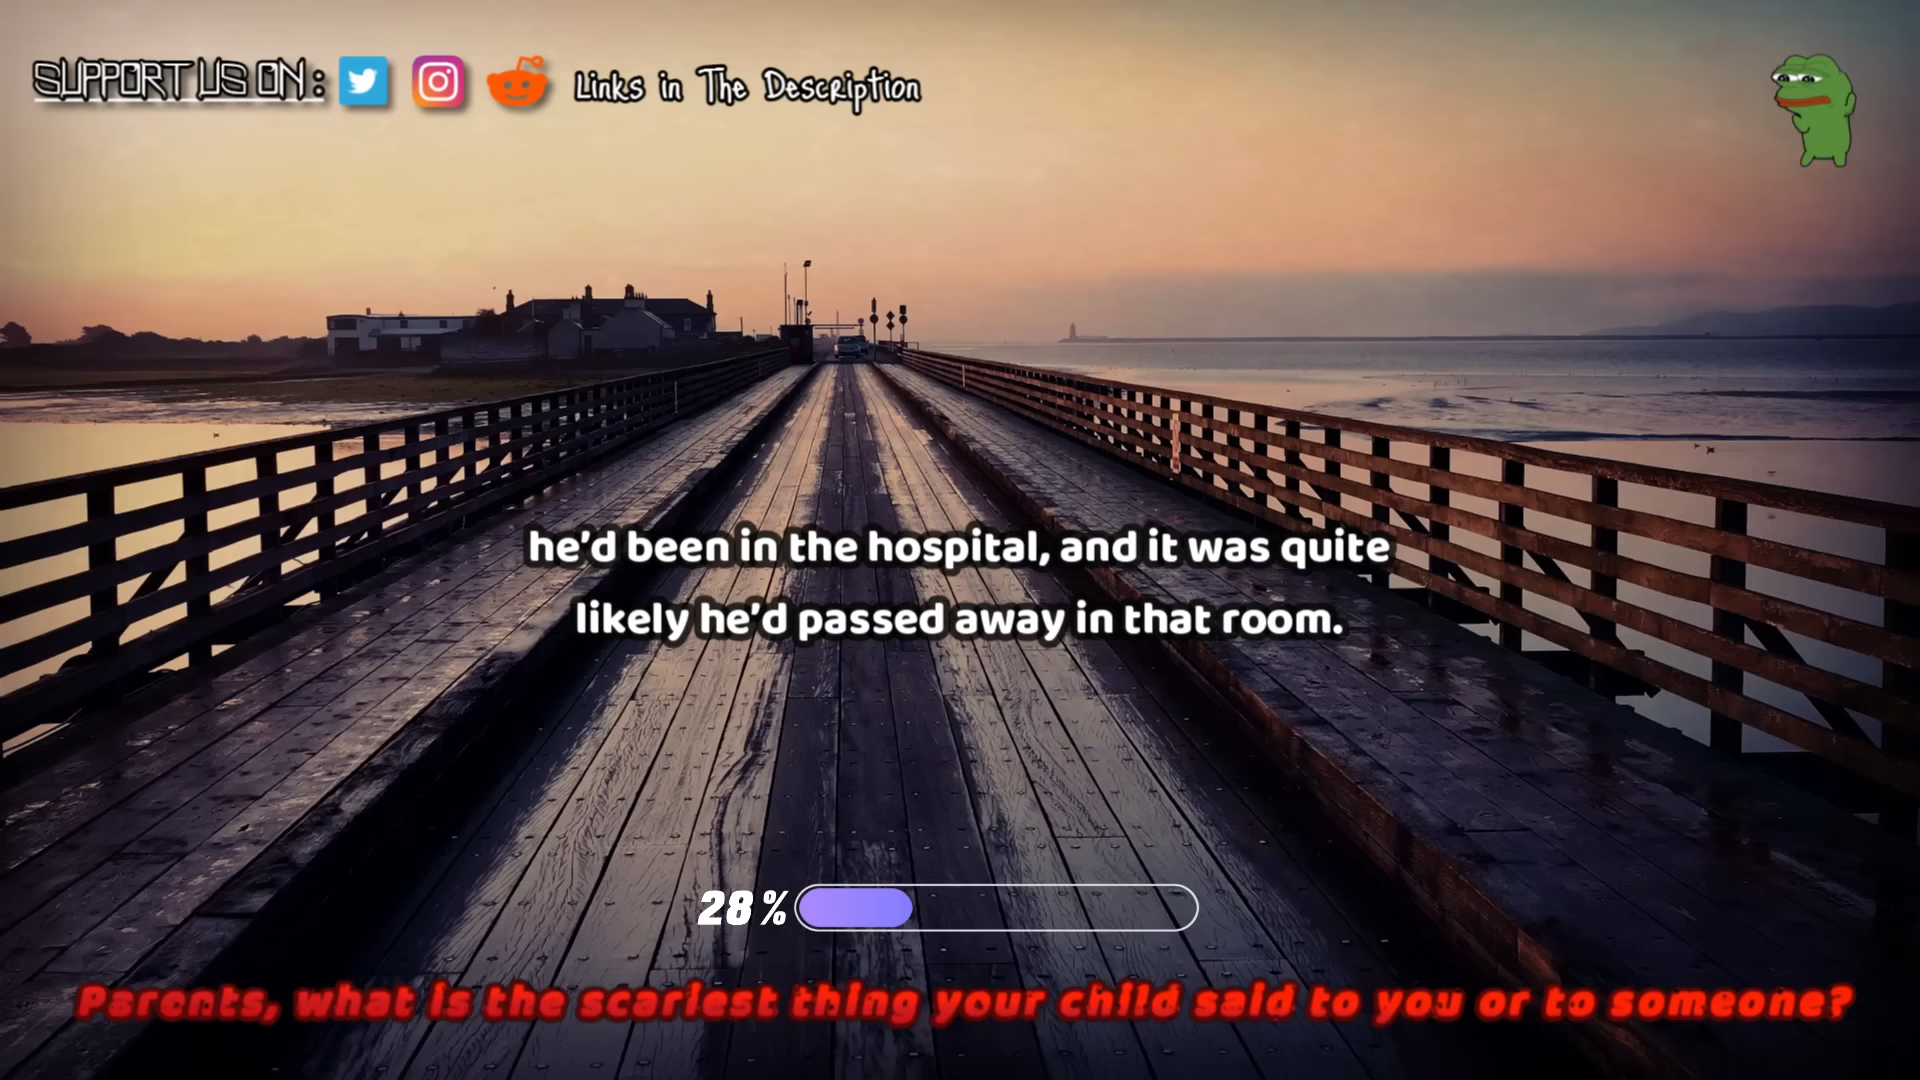 SUPPORT US ON : Links in The Description
he'd been in the hospital, and it was quite
likely he'd passed away in that room.
28%
Parents, what is the scariest thing your child said to you or to someone?